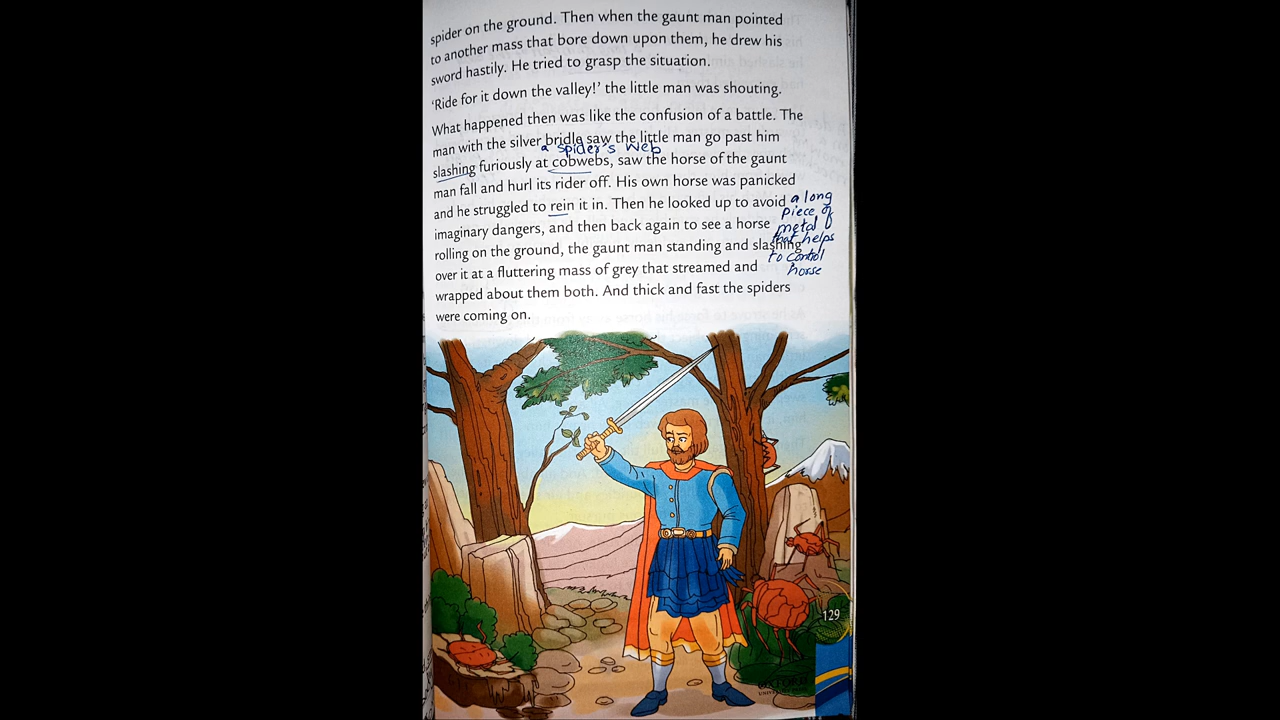 spider on the ground. Then when the gaunt man pointed
to another mass that bore down upon them, he drew his
sword hastily. He tried to grasp the situation.
‘Ride for it down the valley!’ the little man was shouting.
What happened then was like the confusion of a battle. The
man with the silver bridle saw the little man go past him
a spider's web
slashing furiously at cobwebs, saw the horse of the gaunt
man fall and hurl its rider off. His own horse was panicked
and he struggled to rein it in. Then he looked up to avoid
imaginary dangers, and then back again to see a horse
rolling on the ground, the gaunt man standing and slashing
over it at a fluttering mass of grey that streamed and
wrapped about them both. And thick and fast the spiders
were coming on.
a long
piece of
metal
that helps
to control
horse
129
OXFORD
UNIVERSITY PRESS